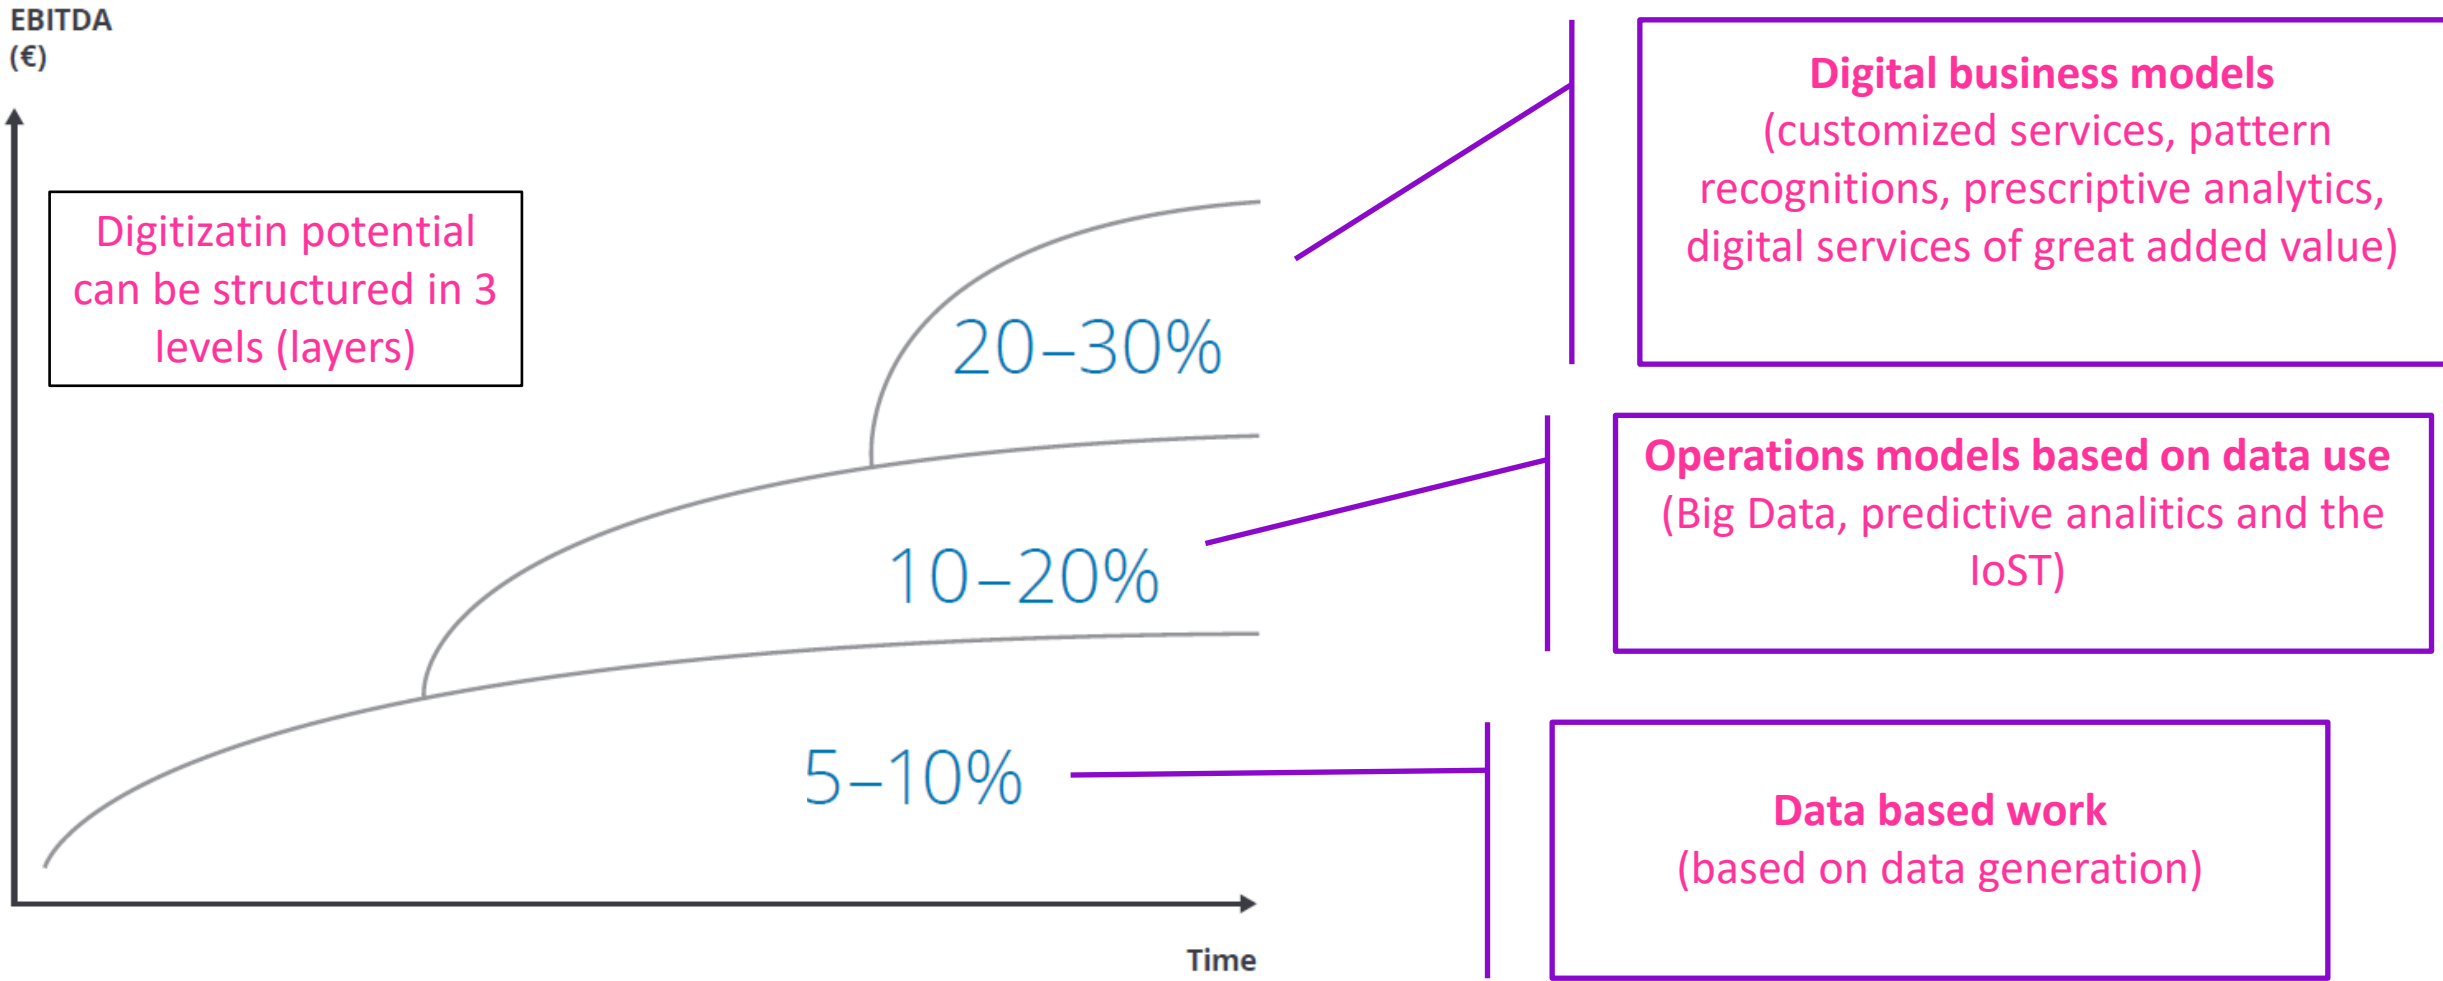 EBITDA
(€)
Digitizatin potential
can be structured in 3
levels (layers)
20–30%
10–20%
5–10%
Time
Digital business models
(customized services, pattern
recognitions, prescriptive analytics,
digital services of great added value)
Operations models based on data use
(Big Data, predictive analitics and the
IoST)
Data based work
(based on data generation)